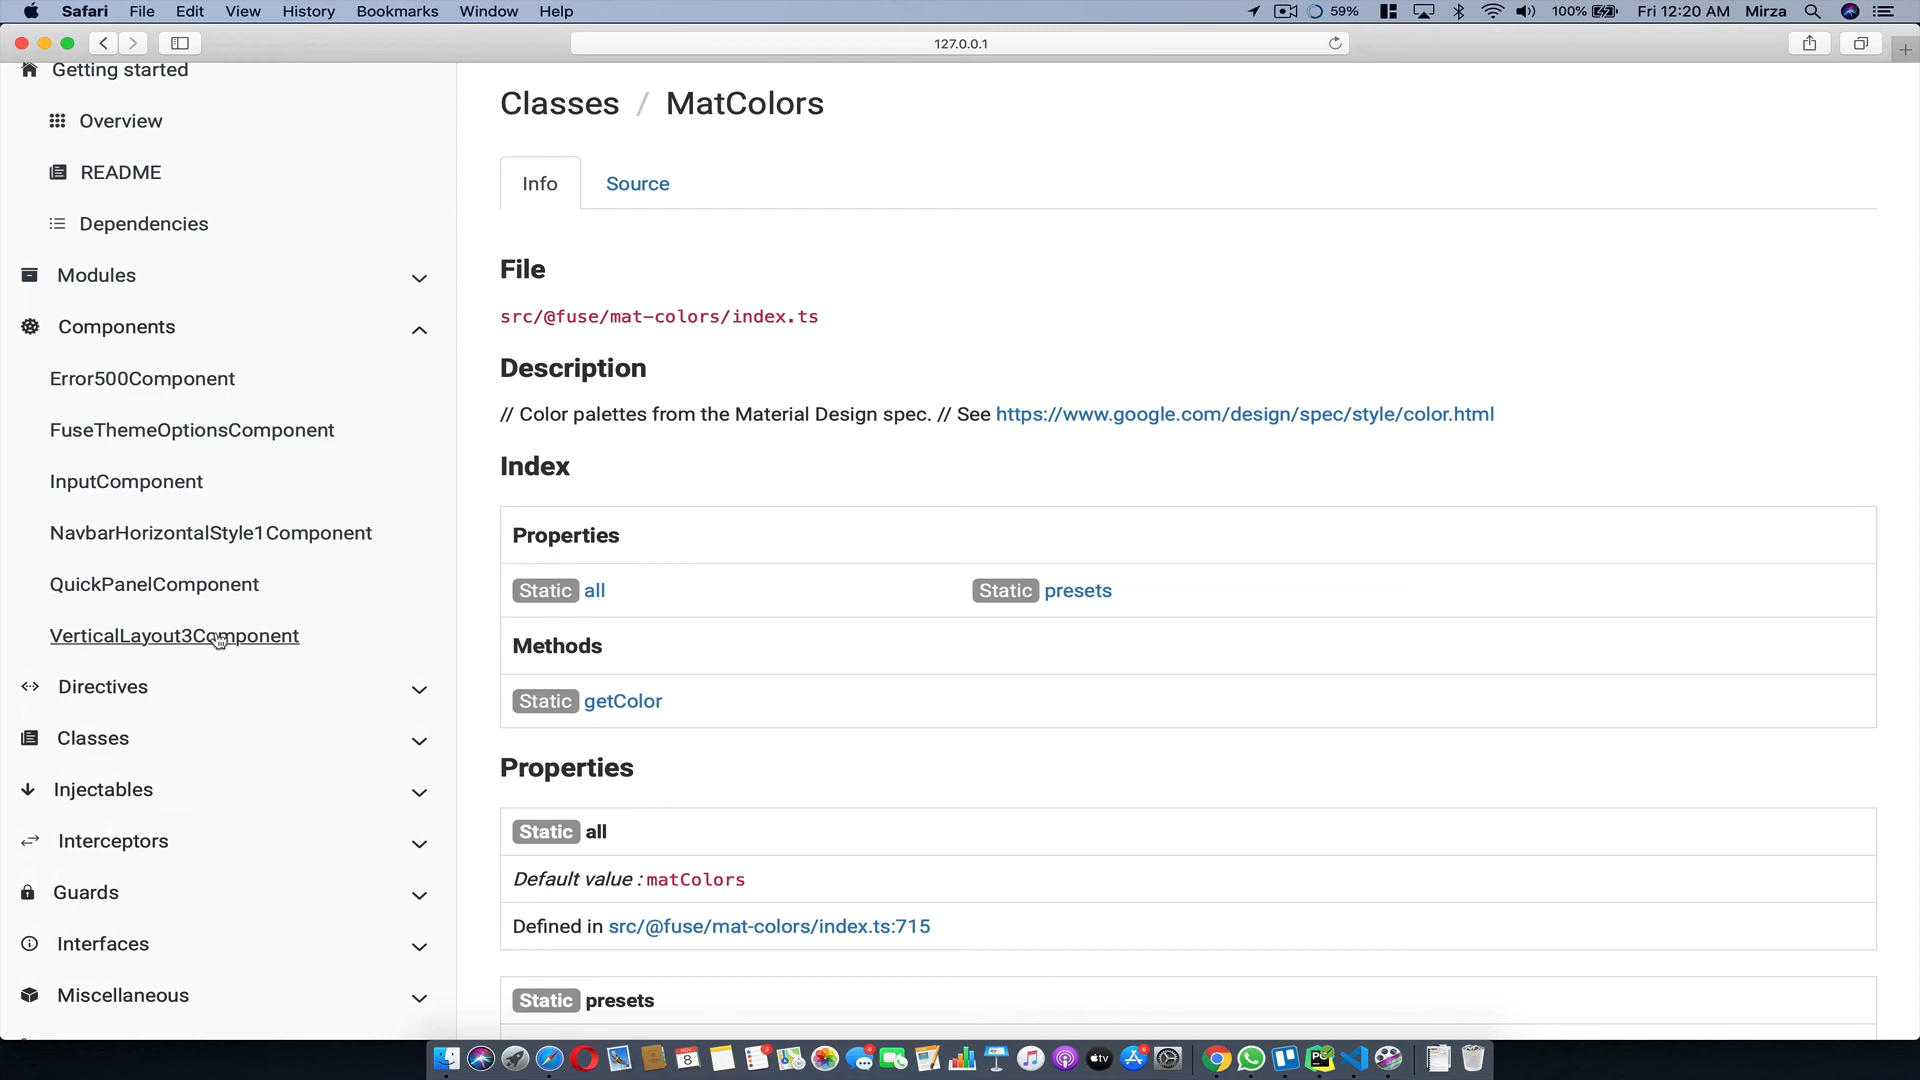 Safari File Edit View History Bookmarks Window Help 59% 100% Fri 12:20 AM Mirza
127.0.0.1
Getting started
Overview
README
Dependencies
Modules
Components
Error500Component
FuseThemeOptionsComponent
InputComponent
NavbarHorizontalStyle1Component
QuickPanelComponent
VerticalLayout3Component
Directives
Classes
Injectables
Interceptors
Guards
Interfaces
Miscellaneous
Classes / MatColors
Info Source
File
src/@fuse/mat-colors/index.ts
Description
// Color palettes from the Material Design spec. // See https://www.google.com/design/spec/style/color.html
Index
Properties
Static all Static presets
Methods
Static getColor
Properties
Static all
Default value : matColors
Defined in src/@fuse/mat-colors/index.ts:715
Static presets